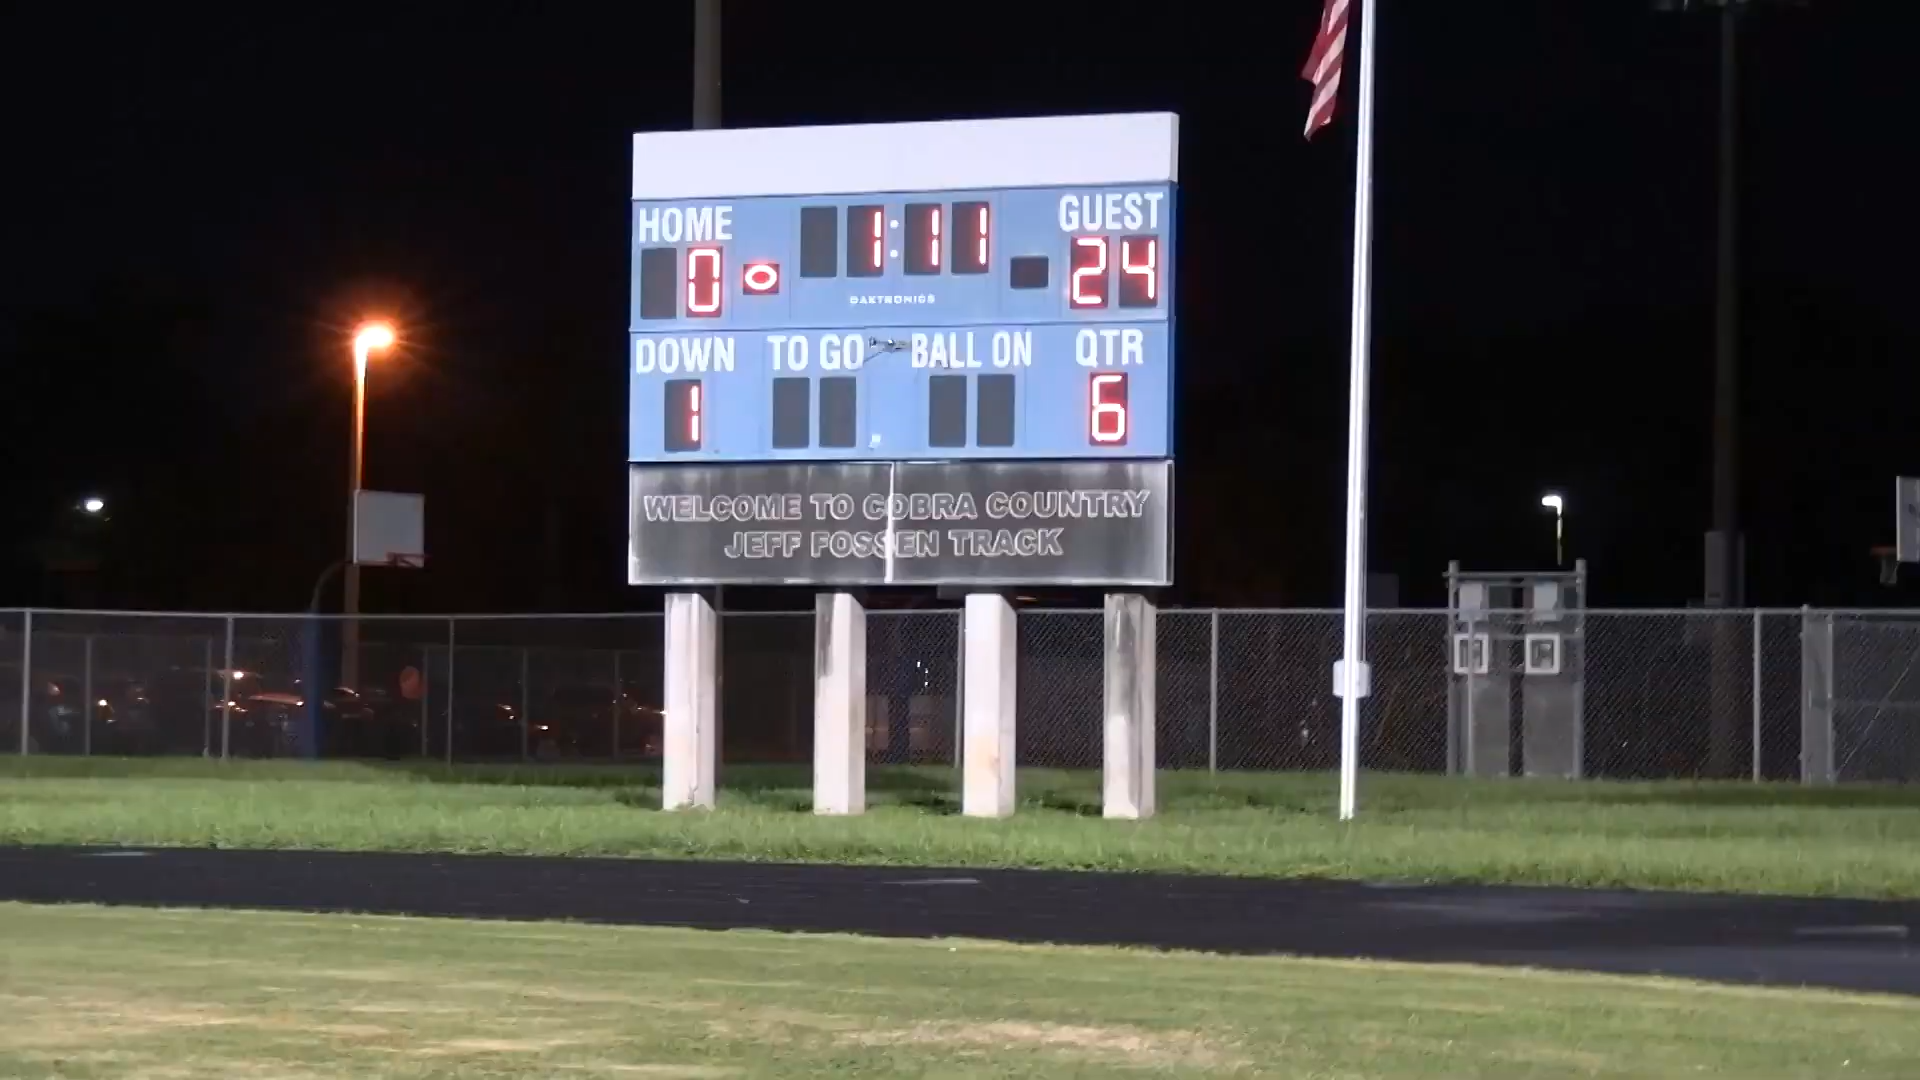 HOME 1:11 GUEST
0 24
DAKTRONICS
DOWN TO GO BALL ON QTR
1 6
WELCOME TO COBRA COUNTRY
JEFF FOSSEN TRACK